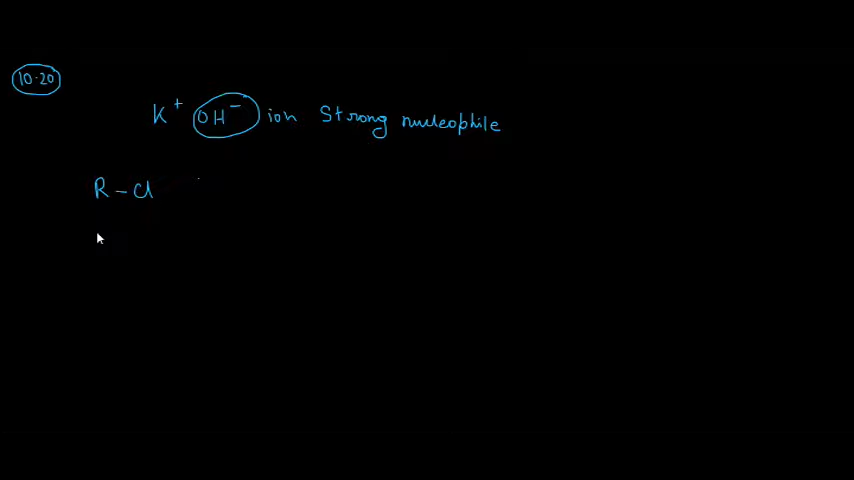 10.20
K⁺ OH⁻ ion Strong nucleophile
R – Cl